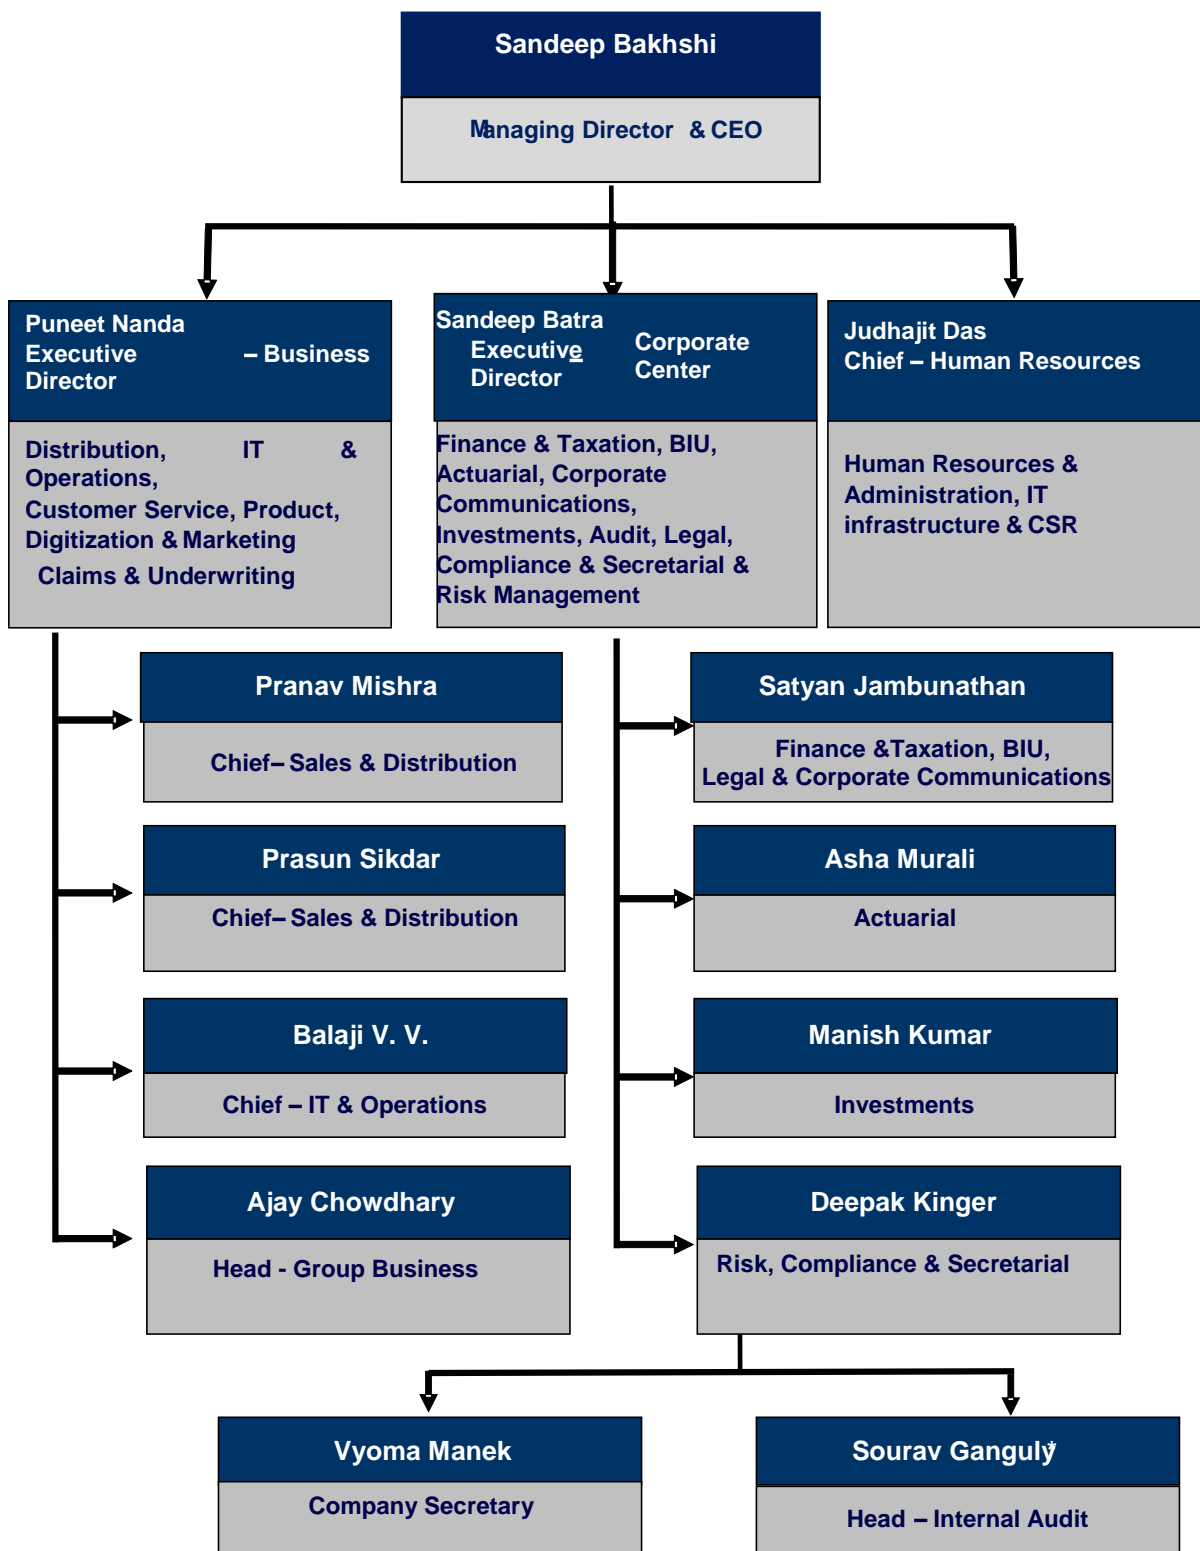 Sandeep Bakhshi
Managing Director & CEO
Puneet Nanda
Executive – Business
Director
Distribution, IT &
Operations,
Customer Service, Product,
Digitization & Marketing
Claims & Underwriting
Sandeep Batra
Executive
Director
Corporate
Center
Finance & Taxation, BIU,
Actuarial, Corporate
Communications,
Investments, Audit, Legal,
Compliance & Secretarial &
Risk Management
Judhajit Das
Chief – Human Resources
Human Resources &
Administration, IT
infrastructure & CSR
Pranav Mishra
Chief– Sales & Distribution
Prasun Sikdar
Chief– Sales & Distribution
Balaji V. V.
Chief – IT & Operations
Ajay Chowdhary
Head - Group Business
Satyan Jambunathan
Finance &Taxation, BIU,
Legal & Corporate Communications
Asha Murali
Actuarial
Manish Kumar
Investments
Deepak Kinger
Risk, Compliance & Secretarial
Vyoma Manek
Company Secretary
Sourav Ganguly*
Head – Internal Audit